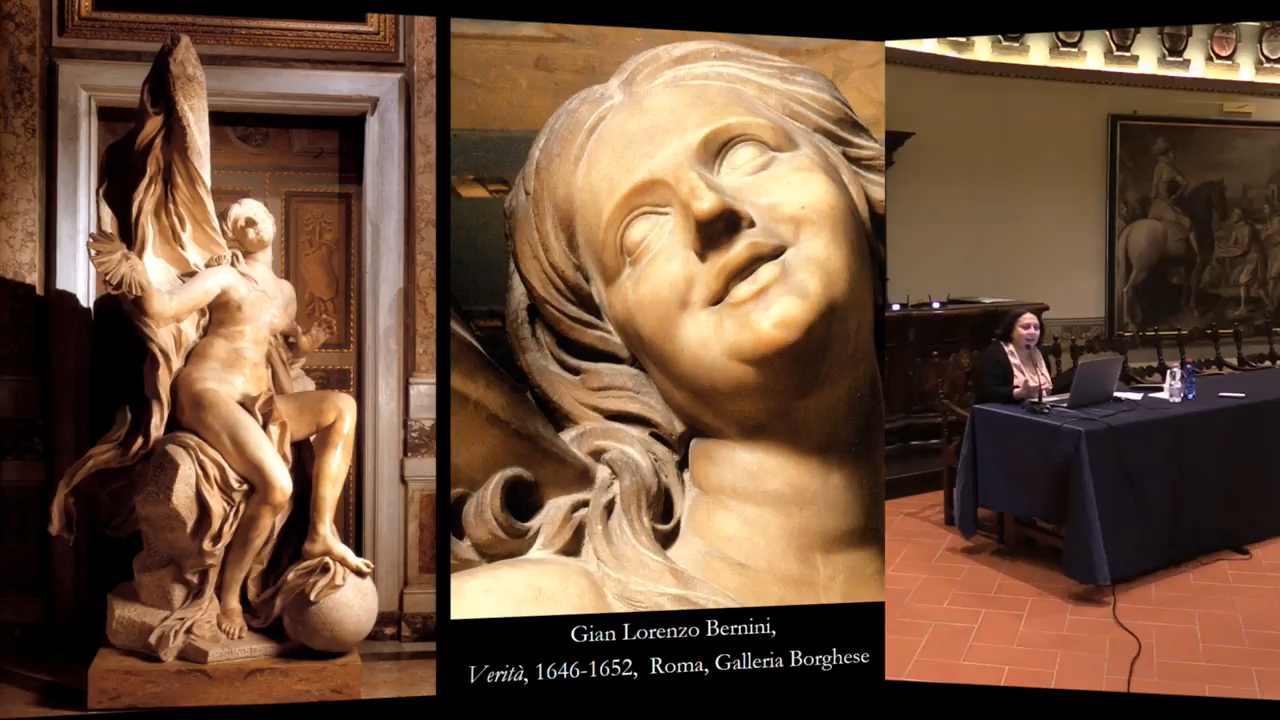 Gian Lorenzo Bernini,
Verità, 1646-1652, Roma, Galleria Borghese